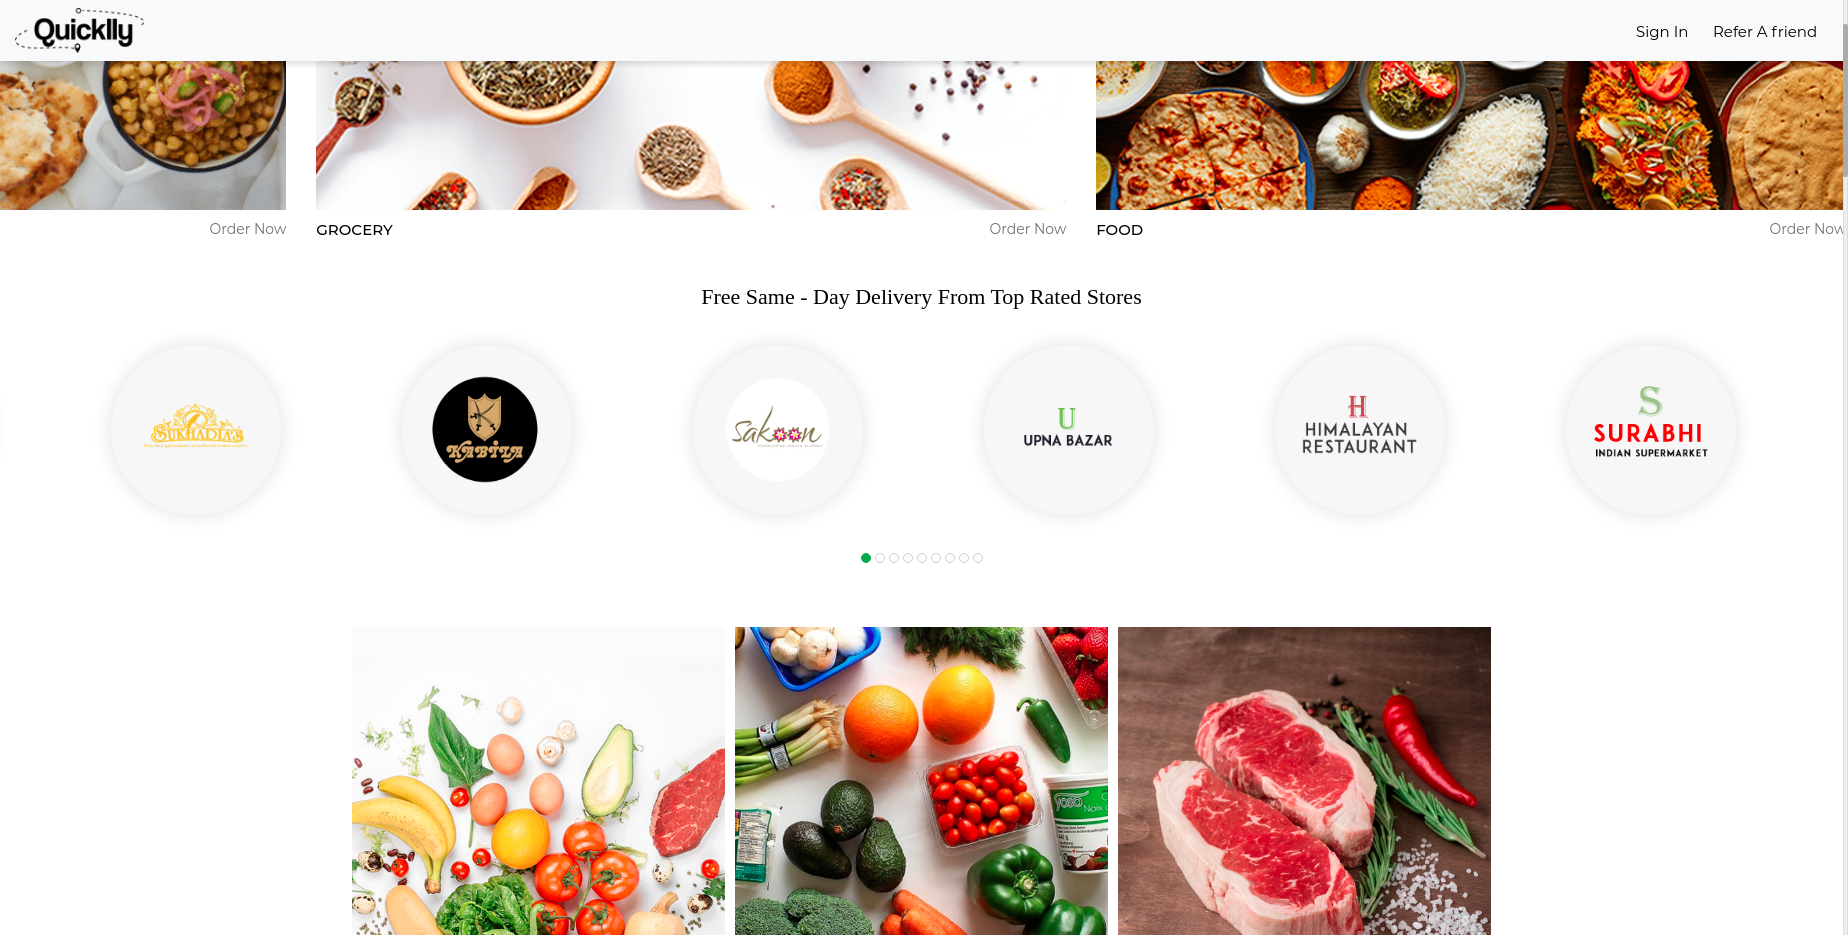 Quicklly
Sign In
Refer A friend
Order Now
GROCERY
Order Now
FOOD
Order Now
Free Same - Day Delivery From Top Rated Stores
SUKHADIA'S
KABILA
Sakoon
U
UPNA BAZAR
H
HIMALAYAN
RESTAURANT
S
SURABHI
INDIAN SUPERMARKET
yoso